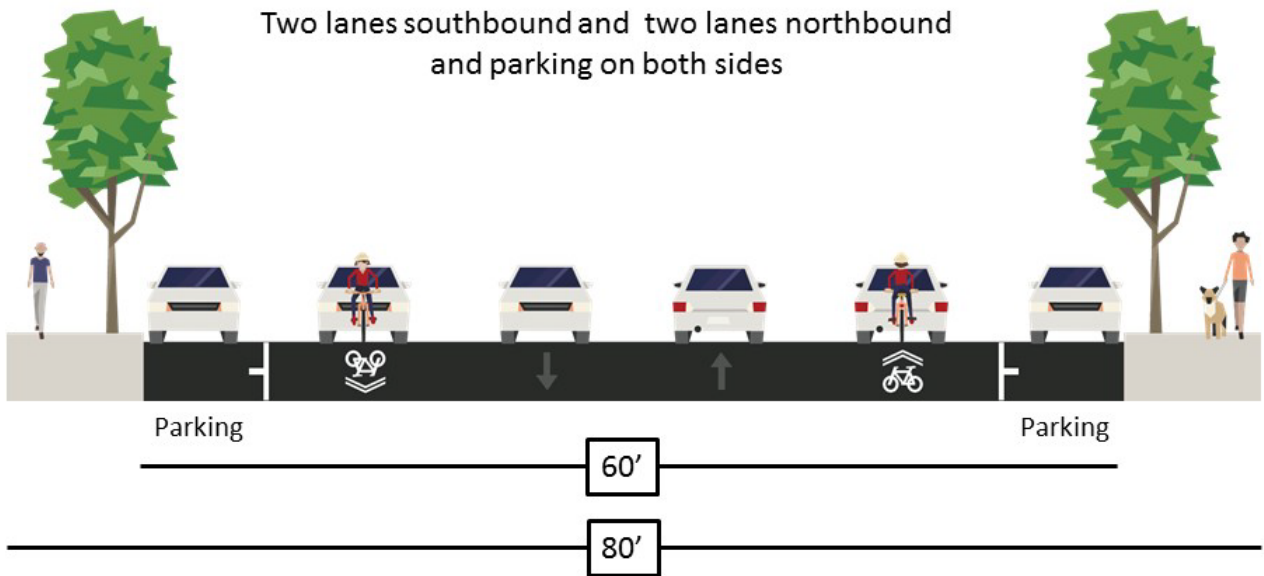 Two lanes southbound and two lanes northbound
and parking on both sides
Parking
Parking
60’
80’